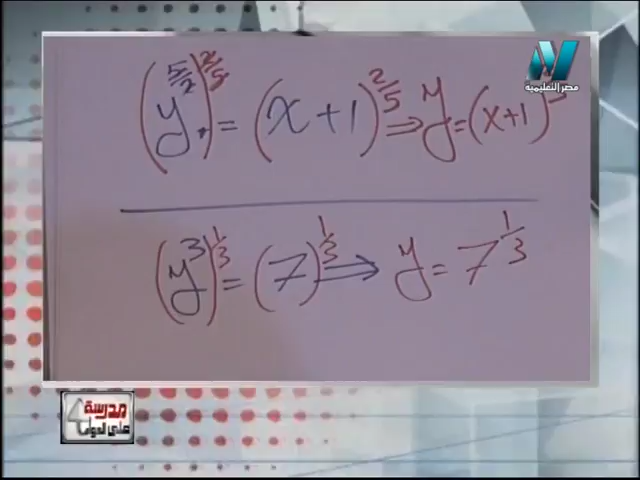 مصر التعليمية
(y^{5/2})^{2/5} = (x+1)^{2/5} ⇒ y = (x+1)
(y^3)^{1/3} = (7)^{1/3} ⇒ y = 7^{1/3}
مدرسة
على الهواء